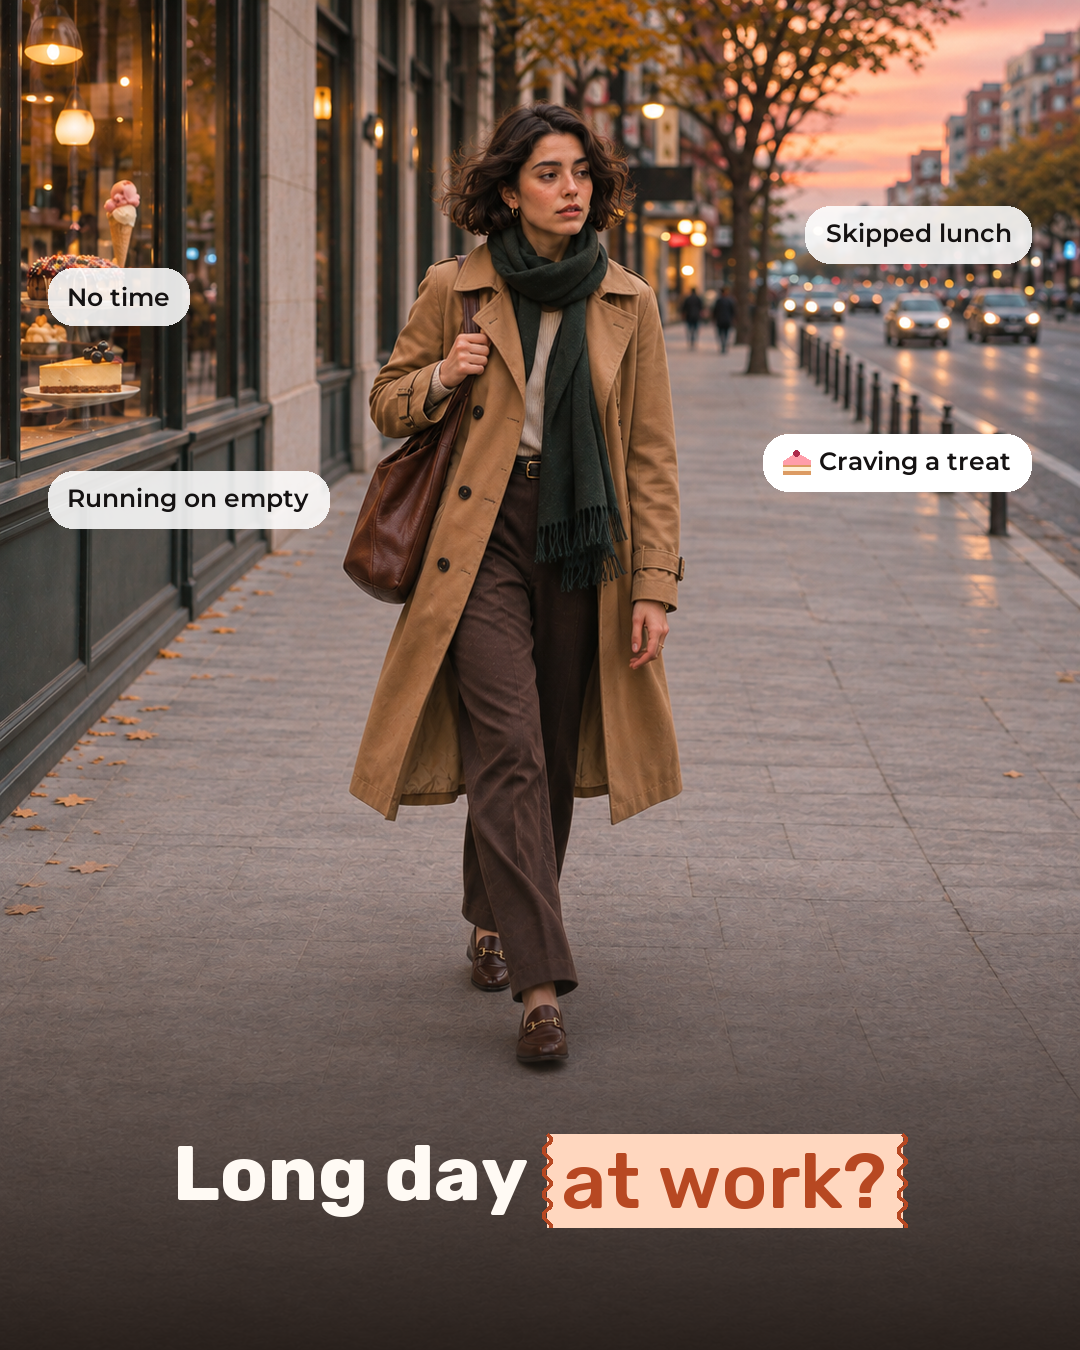 Skipped lunch
No time
Craving a treat
Running on empty
Long day at work?